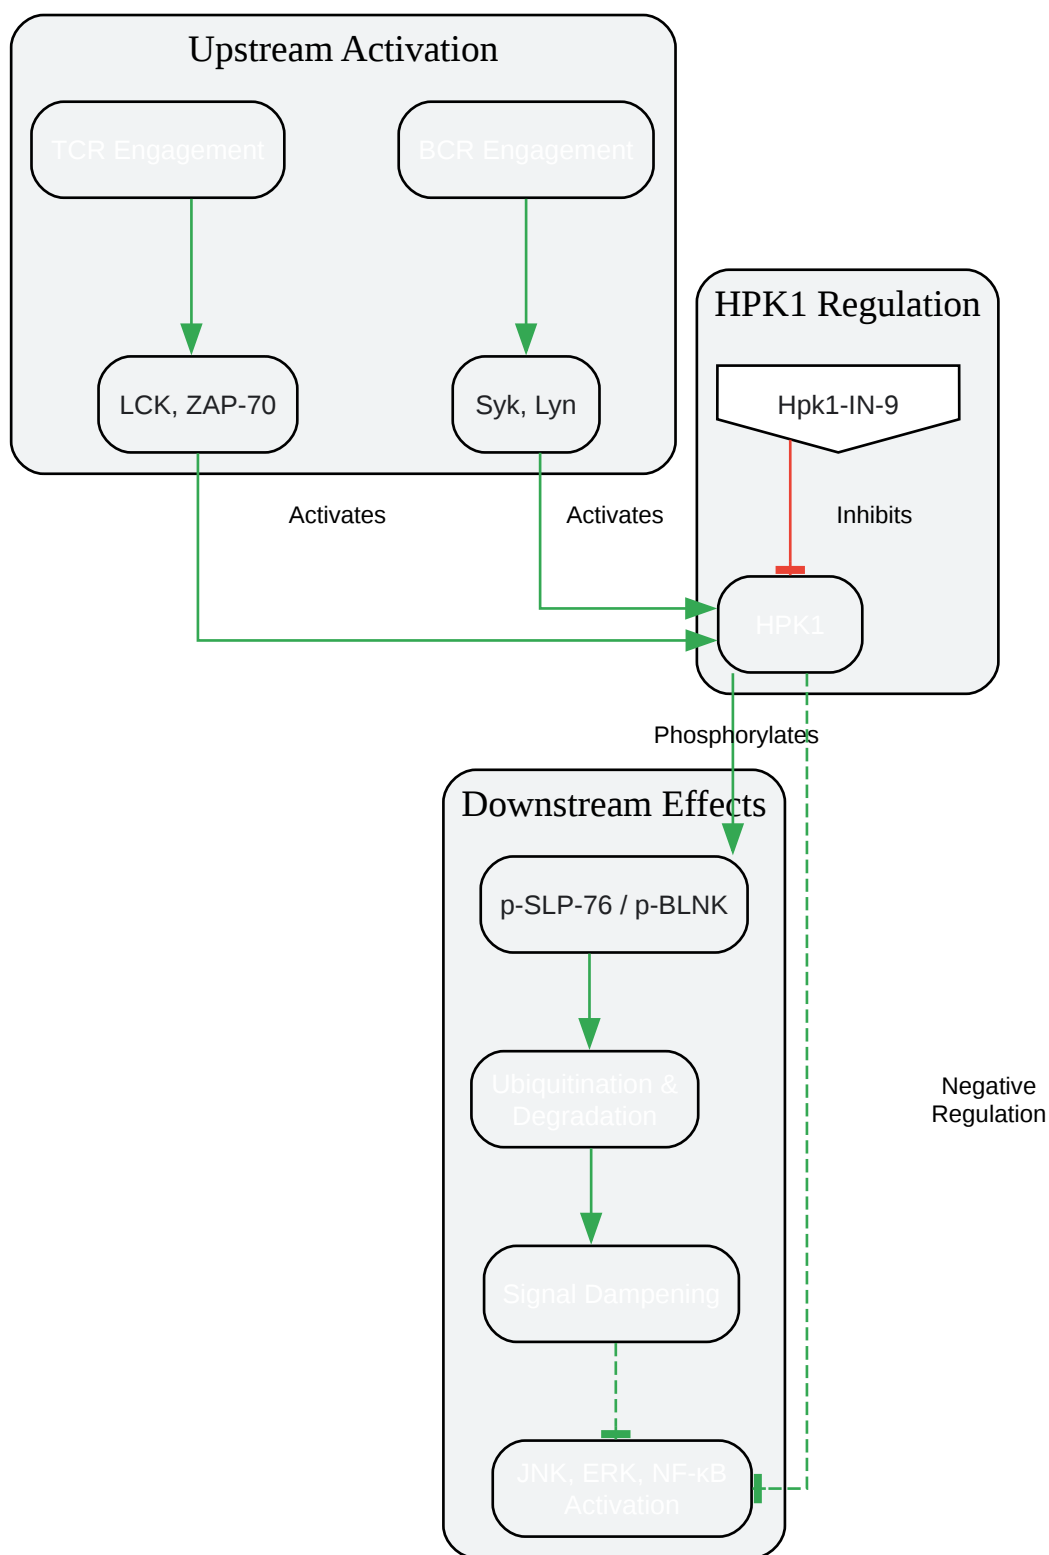 Upstream Activation
TCR Engagement
BCR Engagement
HPK1 Regulation
LCK, ZAP-70
Syk, Lyn
Hpk1-IN-9
Activates
Activates
Inhibits
HPK1
Phosphorylates
Downstream Effects
p-SLP-76 / p-BLNK
Ubiquitination &
Degradation
Negative
Regulation
Signal Dampening
JNK, ERK, NF-κB
Activation